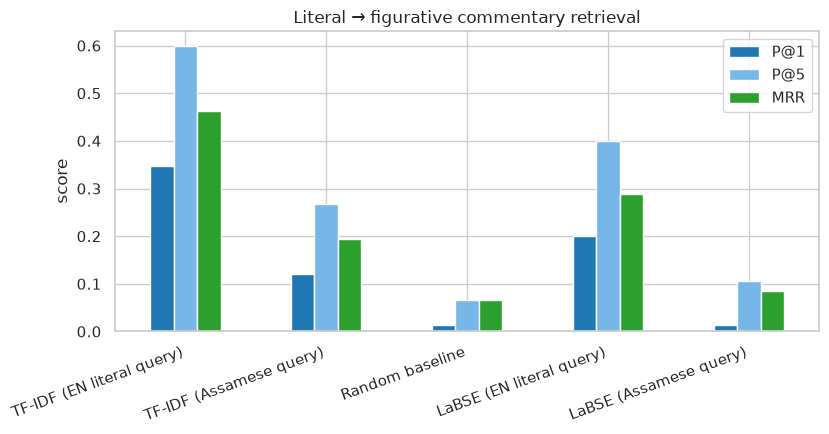 Literal → figurative commentary retrieval
P@1
P@5
MRR
score
0.6
0.5
0.4
0.3
0.2
0.1
0.0
TF-IDF (EN literal query)
TF-IDF (Assamese query)
Random baseline
LaBSE (EN literal query)
LaBSE (Assamese query)